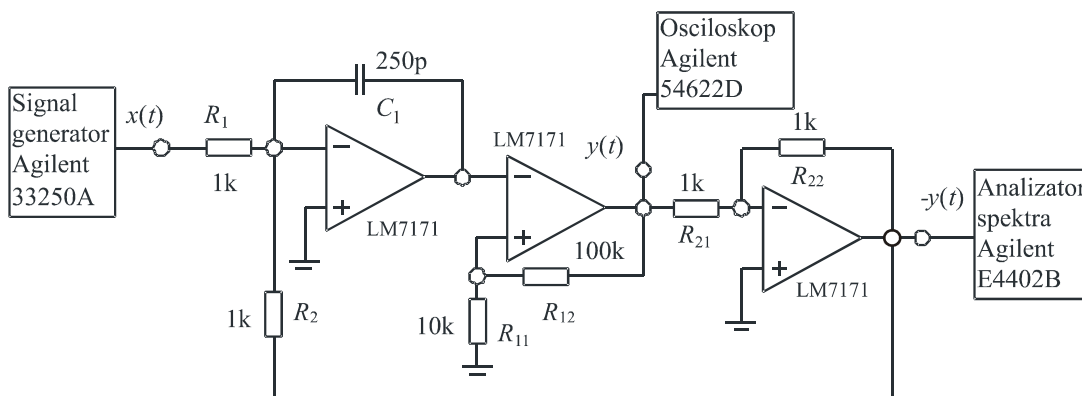 Signal
generator
Agilent
33250A
x(t)
R1
1k
250p
C1
−
+
LM7171
LM7171
−
+
y(t)
Osciloskop
Agilent
54622D
1k
R21
1k
R22
−
+
LM7171
-y(t)
Analizator
spektra
Agilent
E4402B
1k
R2
10k
R11
100k
R12